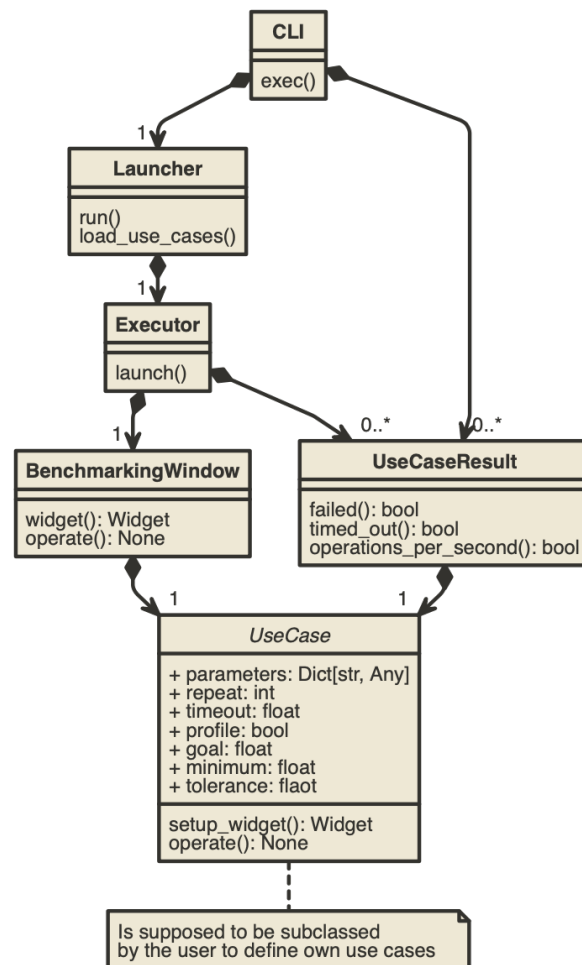 CLI
exec()
1
Launcher
run()
load_use_cases()
1
Executor
launch()
1
0..*
0..*
BenchmarkingWindow
widget(): Widget
operate(): None
UseCaseResult
failed(): bool
timed_out(): bool
operations_per_second(): bool
1
1
UseCase
+ parameters: Dict[str, Any]
+ repeat: int
+ timeout: float
+ profile: bool
+ goal: float
+ minimum: float
+ tolerance: flaot
setup_widget(): Widget
operate(): None
Is supposed to be subclassed
by the user to define own use cases